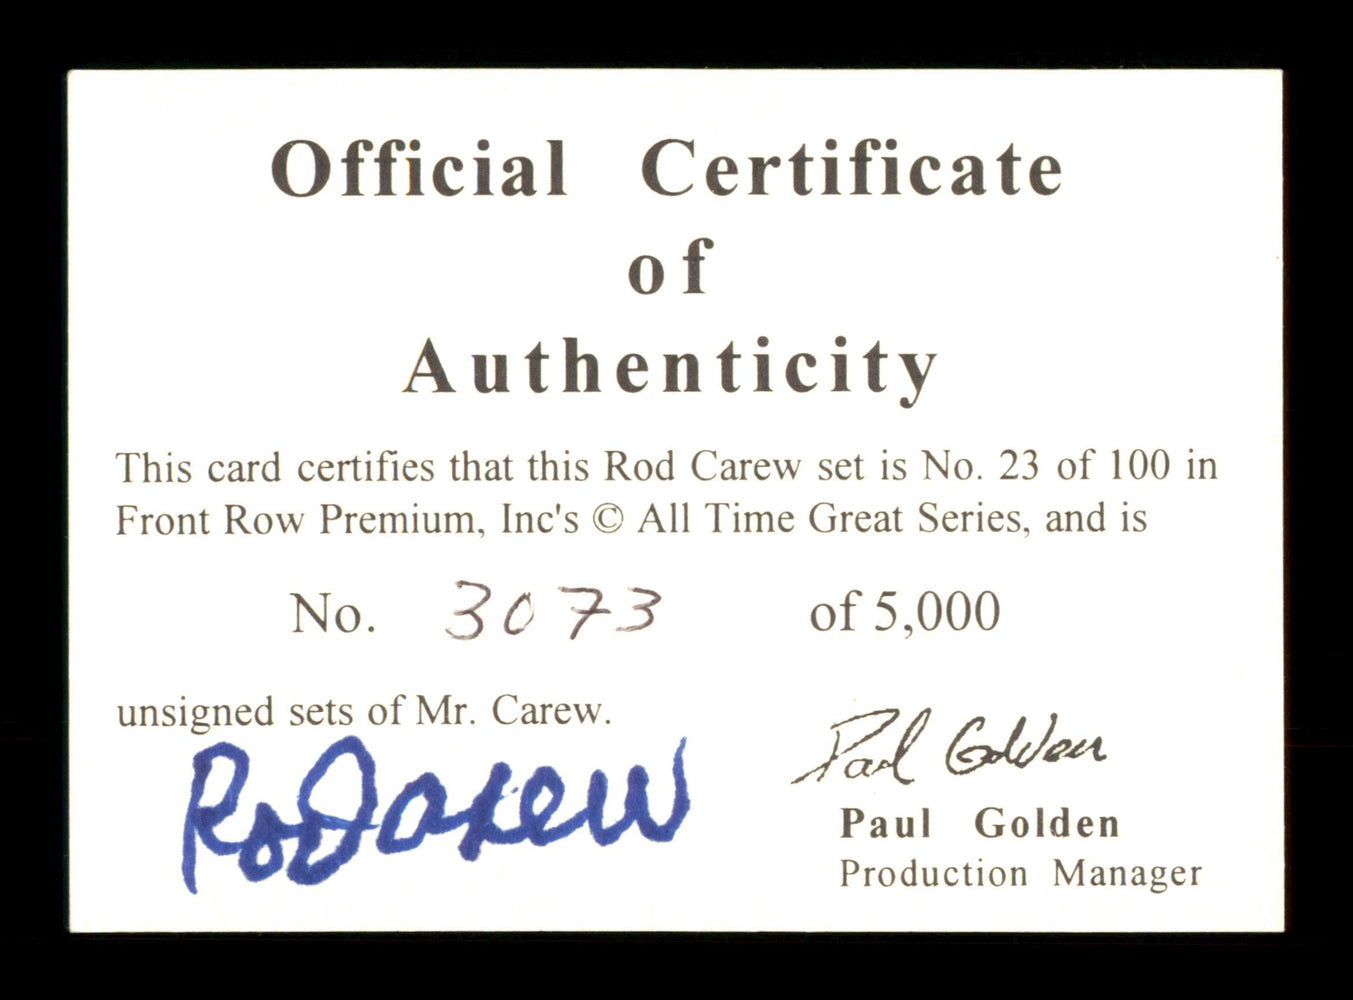 Official Certificate
of
Authenticity
This card certifies that this Rod Carew set is No. 23 of 100 in
Front Row Premium, Inc's © All Time Great Series, and is
No. 3073 of 5,000
unsigned sets of Mr. Carew.
Rod Carew
Paul Golden
Paul Golden
Production Manager